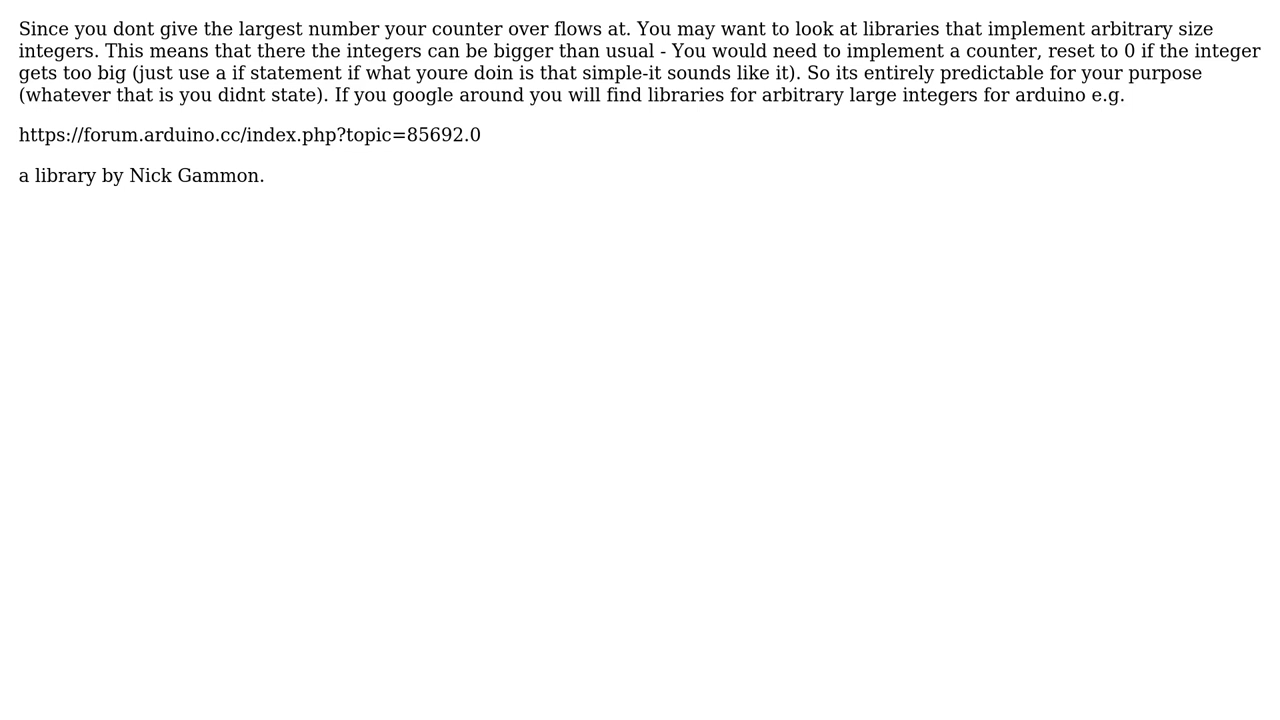 Since you dont give the largest number your counter over flows at. You may want to look at libraries that implement arbitrary size
integers. This means that there the integers can be bigger than usual - You would need to implement a counter, reset to 0 if the integer
gets too big (just use a if statement if what youre doin is that simple-it sounds like it). So its entirely predictable for your purpose
(whatever that is you didnt state). If you google around you will find libraries for arbitrary large integers for arduino e.g.
https://forum.arduino.cc/index.php?topic=85692.0
a library by Nick Gammon.